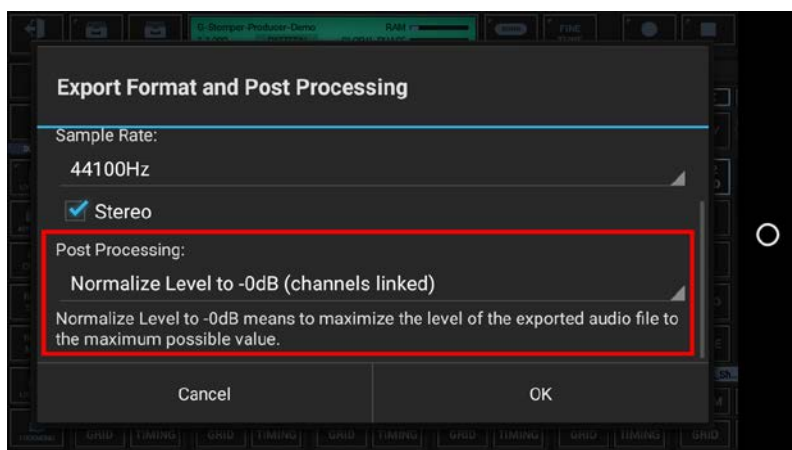 G-Stomper-Producer-Demo RAM
FINE
Export Format and Post Processing
Sample Rate:
44100Hz
Stereo
Post Processing:
Normalize Level to -0dB (channels linked)
Normalize Level to -0dB means to maximize the level of the exported audio file to
the maximum possible value.
Cancel OK
GRID TIMING GRID TIMING GRID TIMING GRID TIMING GRID TIMING GRID